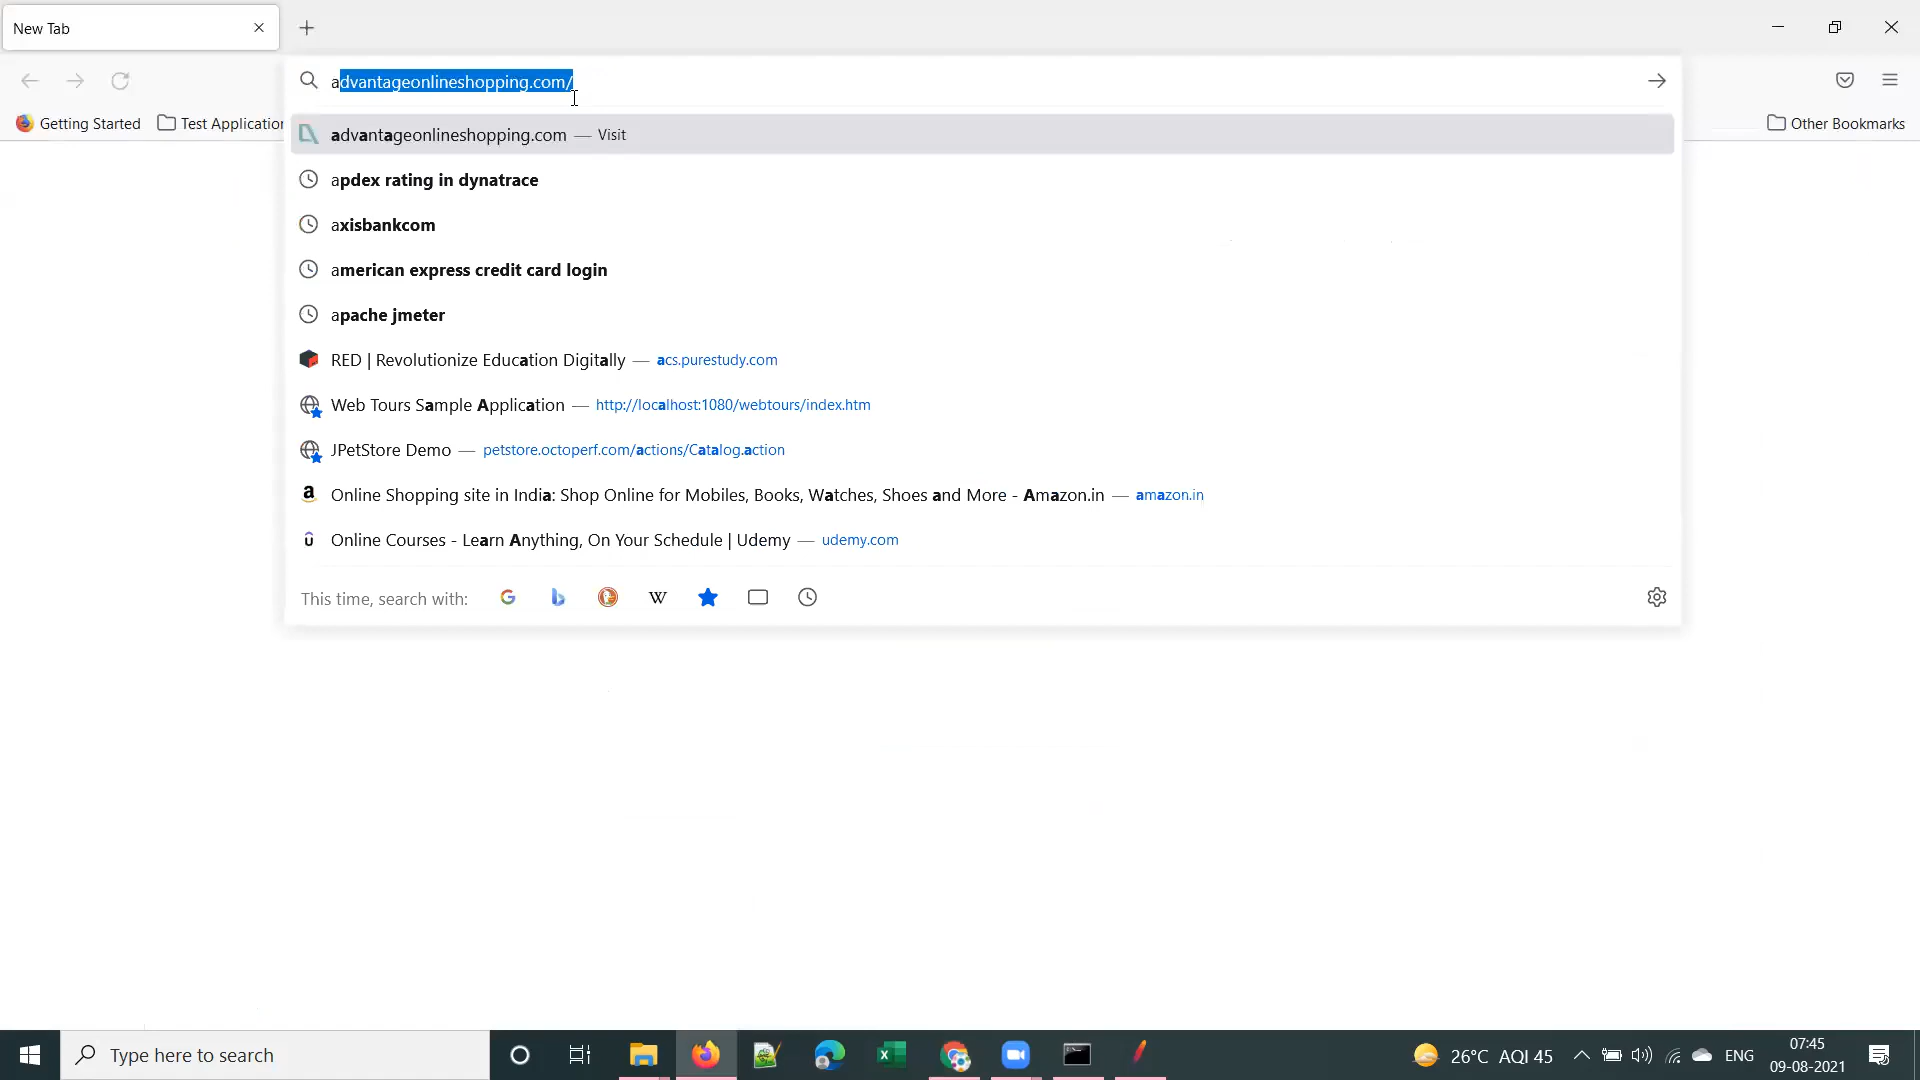 New Tab
advantageonlineshopping.com/
Getting Started
Test Application
Other Bookmarks
advantageonlineshopping.com — Visit
apdex rating in dynatrace
axisbankcom
american express credit card login
apache jmeter
RED | Revolutionize Education Digitally — acs.purestudy.com
Web Tours Sample Application — http://localhost:1080/webtours/index.htm
JPetStore Demo — petstore.octoperf.com/actions/Catalog.action
Online Shopping site in India: Shop Online for Mobiles, Books, Watches, Shoes and More - Amazon.in — amazon.in
Online Courses - Learn Anything, On Your Schedule | Udemy — udemy.com
This time, search with:
Type here to search
26°C AQI 45
ENG
07:45
09-08-2021